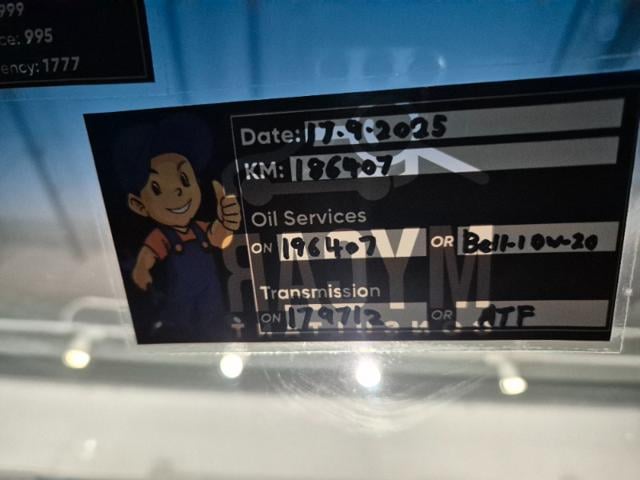 999
ce: 995
ency: 1777
Date: 17.9.2025
KM: 186407
Oil Services
ON 196407 OR Bell-10W-20
Transmission
ON 179712 OR ATF
MYCAR